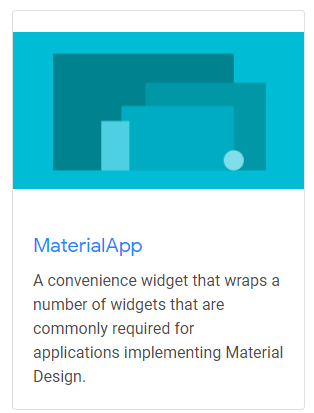 MaterialApp
A convenience widget that wraps a
number of widgets that are
commonly required for
applications implementing Material
Design.